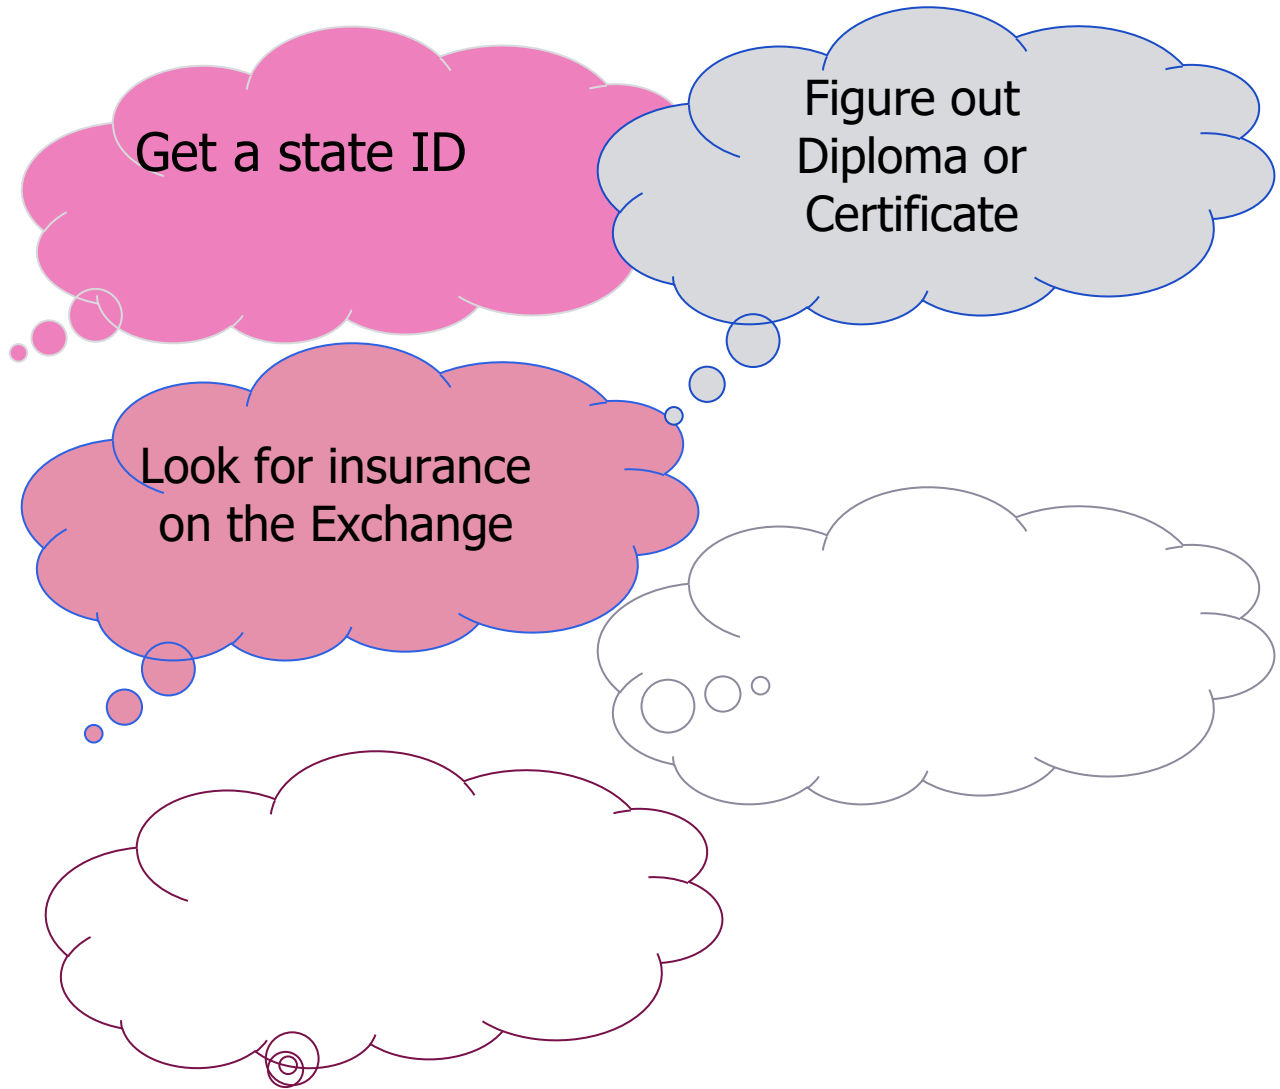 Get a state ID
Figure out
Diploma or
Certificate
Look for insurance
on the Exchange